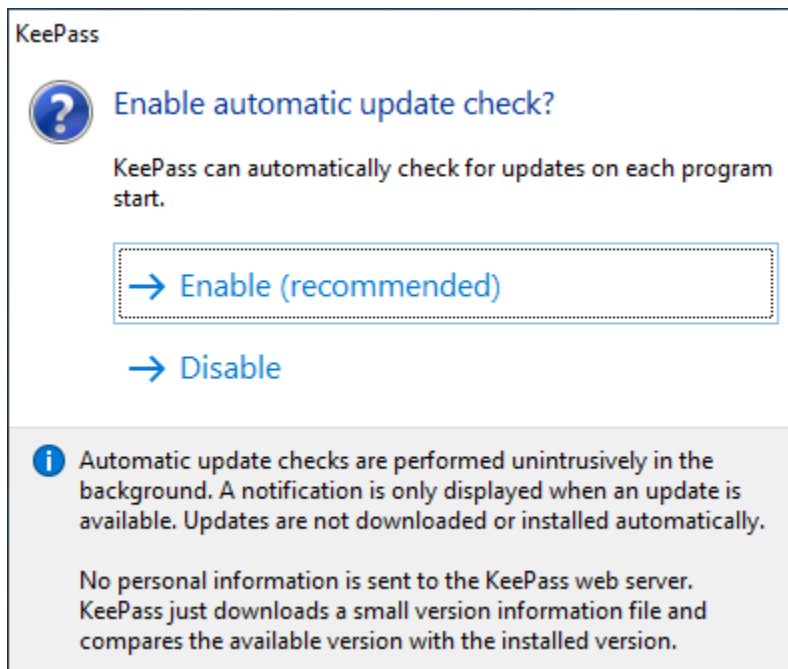 KeePass
Enable automatic update check?
KeePass can automatically check for updates on each program
start.
Enable (recommended)
Disable
Automatic update checks are performed unintrusively in the
background. A notification is only displayed when an update is
available. Updates are not downloaded or installed automatically.
No personal information is sent to the KeePass web server.
KeePass just downloads a small version information file and
compares the available version with the installed version.